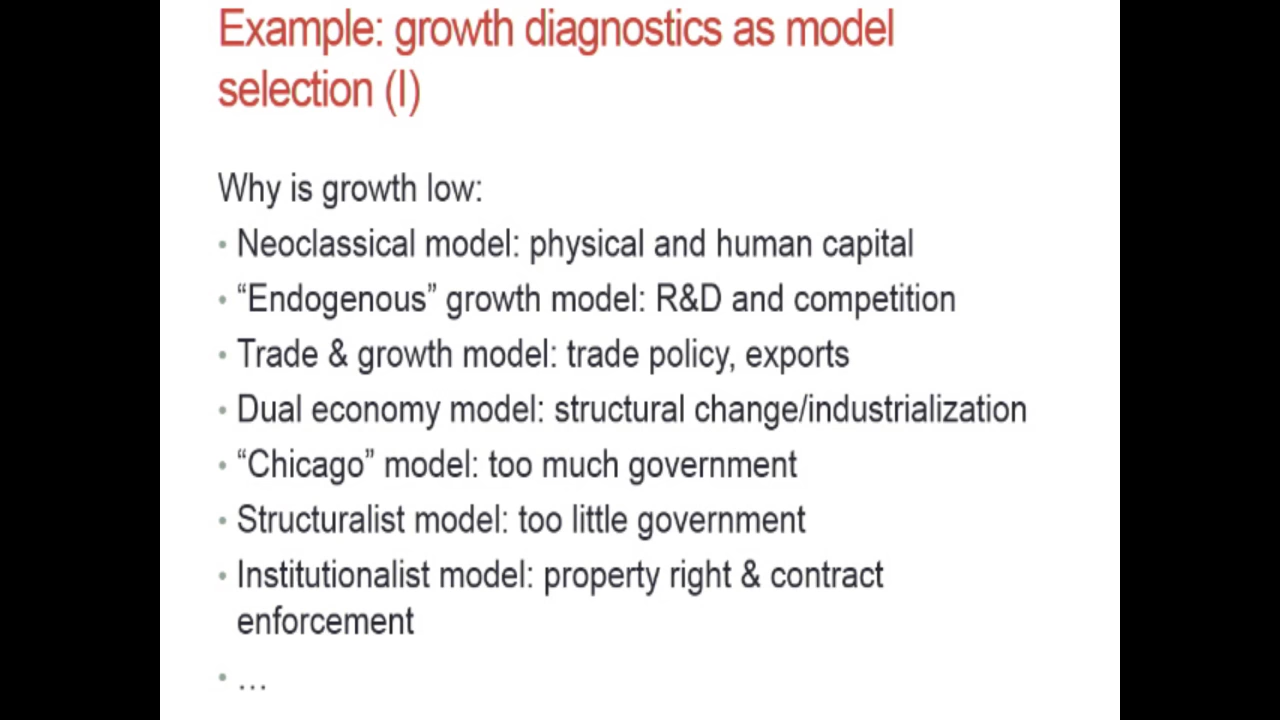 Example: growth diagnostics as model
selection (I)
Why is growth low:
• Neoclassical model: physical and human capital
• “Endogenous” growth model: R&D and competition
• Trade & growth model: trade policy, exports
• Dual economy model: structural change/industrialization
• “Chicago” model: too much government
• Structuralist model: too little government
• Institutionalist model: property right & contract
enforcement
• …